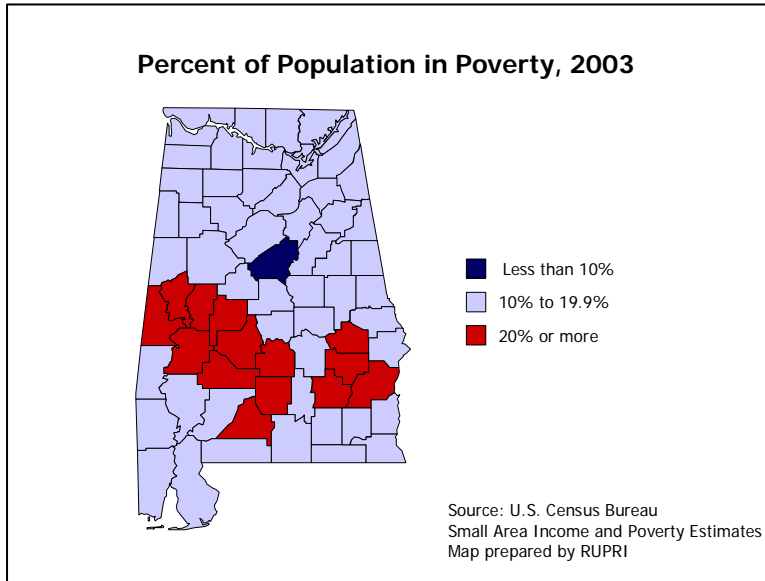 Percent of Population in Poverty, 2003
Less than 10%
10% to 19.9%
20% or more
Source: U.S. Census Bureau
Small Area Income and Poverty Estimates
Map prepared by RUPRI